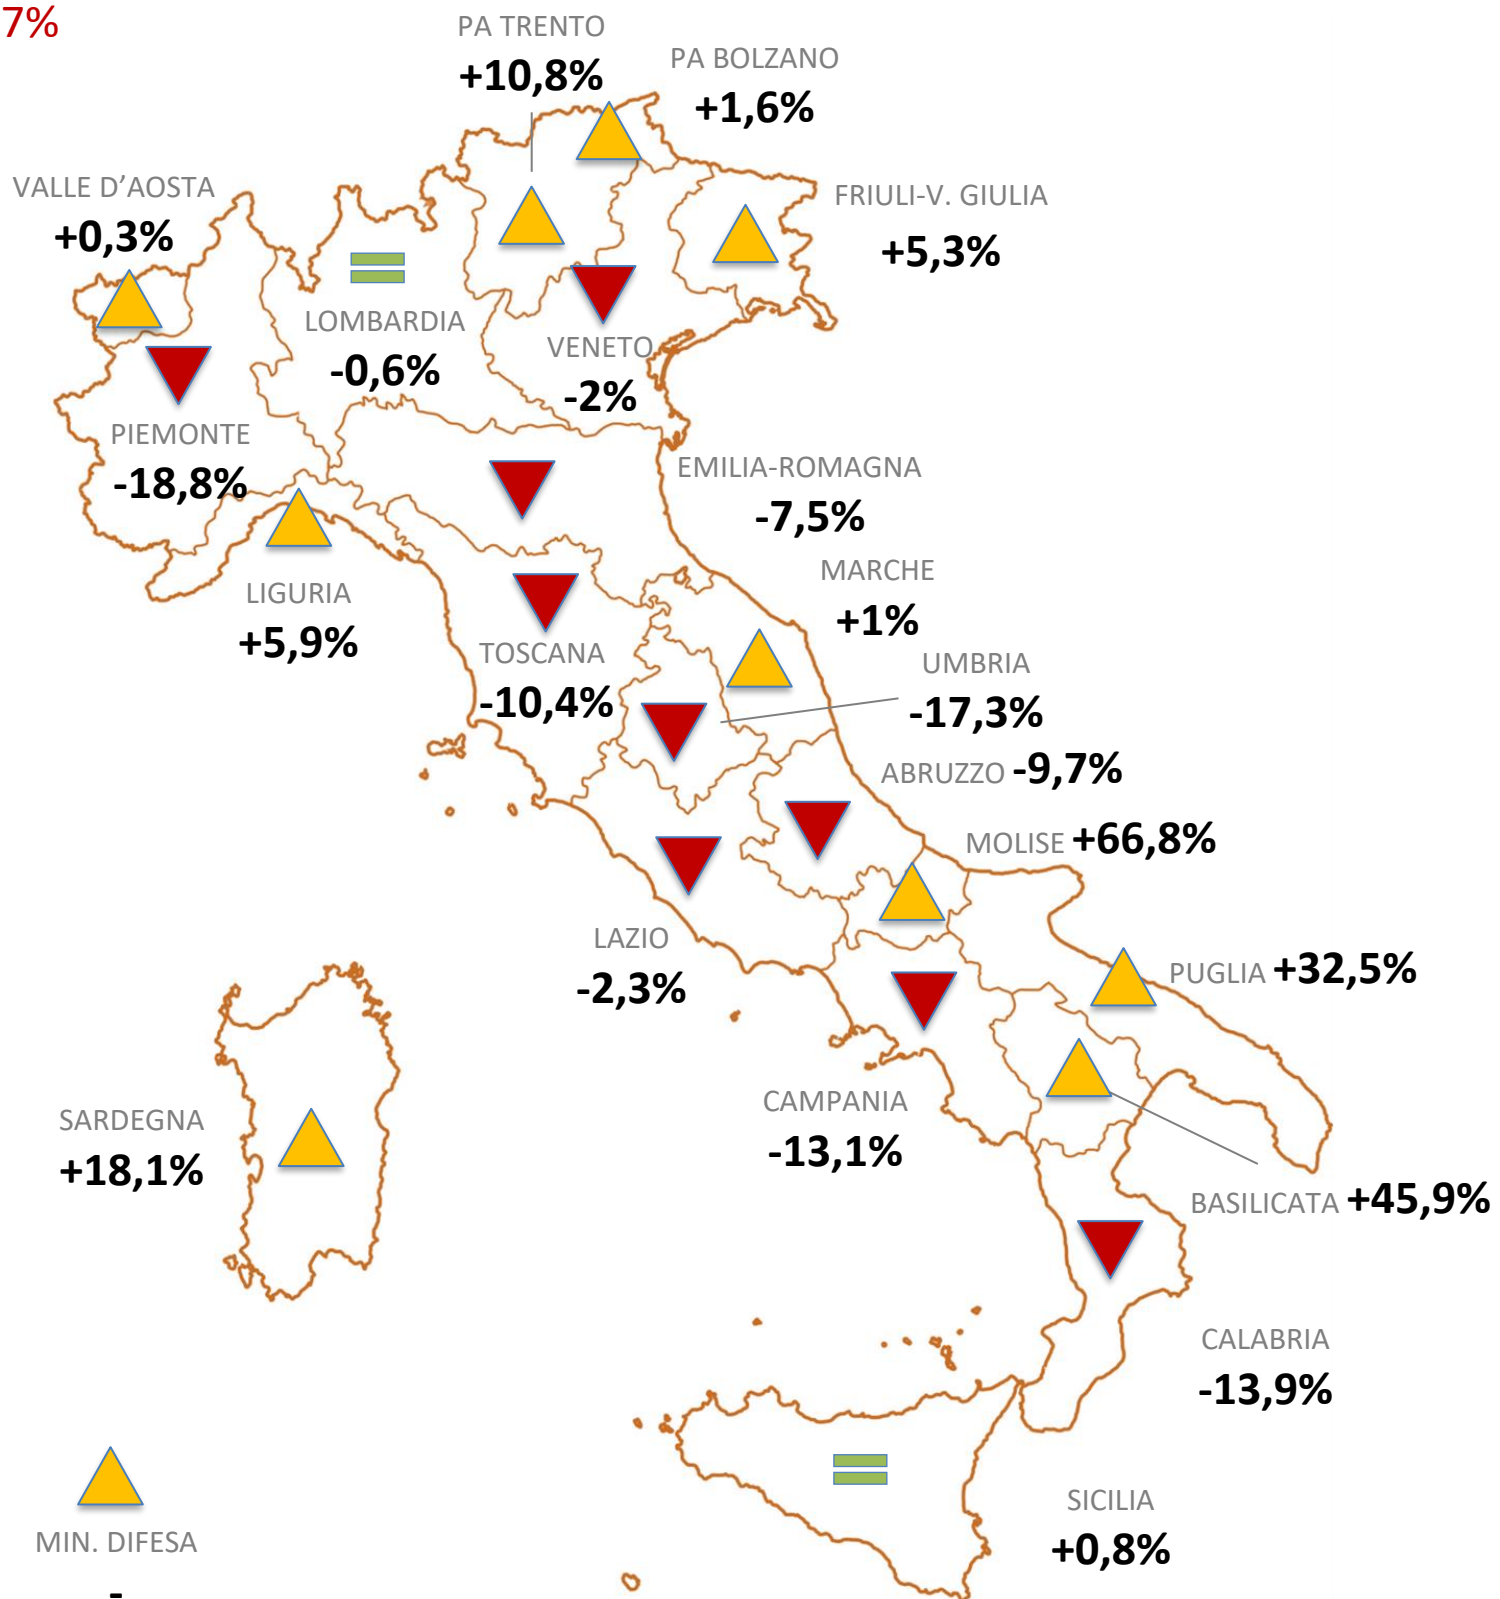 7%
PA TRENTO
+10,8%
PA BOLZANO
+1,6%
VALLE D’AOSTA
+0,3%
FRIULI-V. GIULIA
+5,3%
LOMBARDIA
-0,6%
VENETO
-2%
PIEMONTE
-18,8%
EMILIA-ROMAGNA
-7,5%
LIGURIA
+5,9%
MARCHE
+1%
TOSCANA
-10,4%
UMBRIA
-17,3%
ABRUZZO -9,7%
MOLISE +66,8%
LAZIO
-2,3%
PUGLIA +32,5%
SARDEGNA
+18,1%
CAMPANIA
-13,1%
BASILICATA +45,9%
CALABRIA
-13,9%
SICILIA
+0,8%
MIN. DIFESA
-